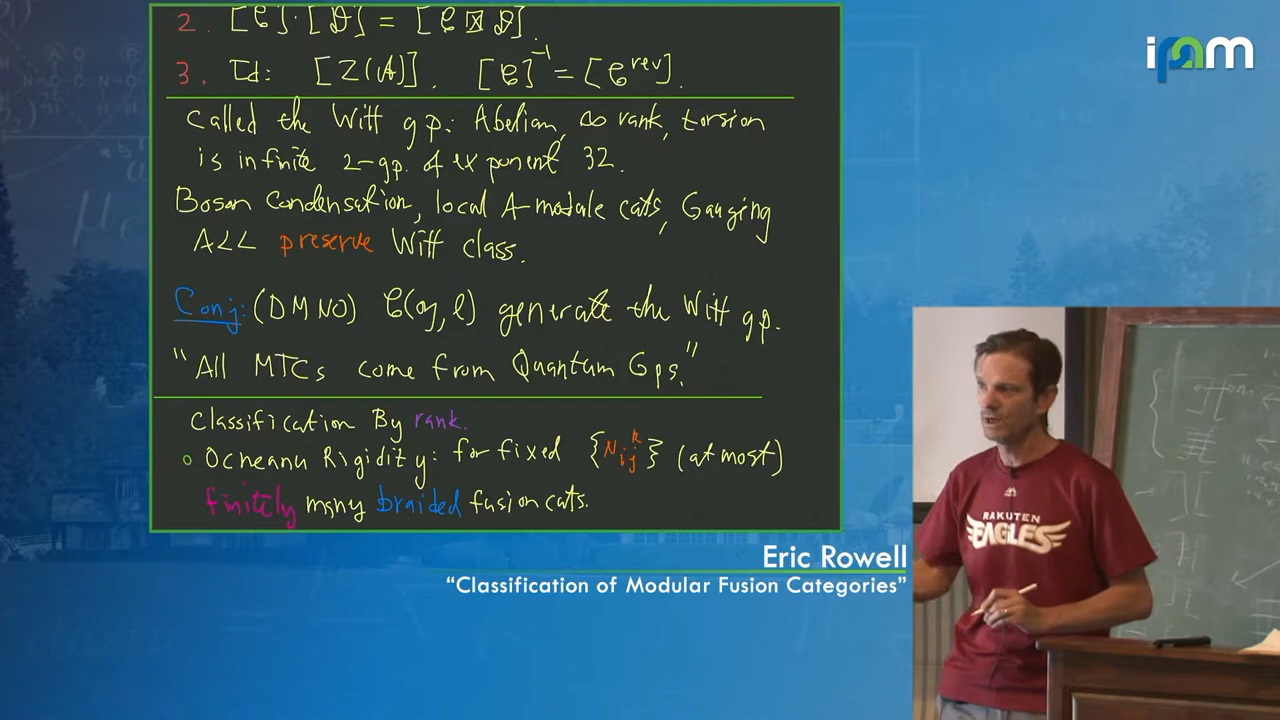 2. [𝒞]·[𝒟] = [𝒞⊠𝒟].
3. Id: [Z(A)]. [𝒞]⁻¹=[𝒞ʳᵉᵛ].
Called the Witt gp: Abelian, ∞ rank, torsion
is infinite 2-gp. of exponent 32.
Boson Condensation, local A-module cats, Gauging
ALL preserve Witt class.
Conj: (DMNO) 𝒞(𝔤,ℓ) generate the Witt gp.
"All MTCs come from Quantum Gps."
Classification By rank.
o Ocneanu Rigidity: for fixed {Nᵢⱼᵏ} (at most)
finitely many braided fusion cats.
ipam
RAKUTEN
EAGLES
Eric Rowell
"Classification of Modular Fusion Categories"